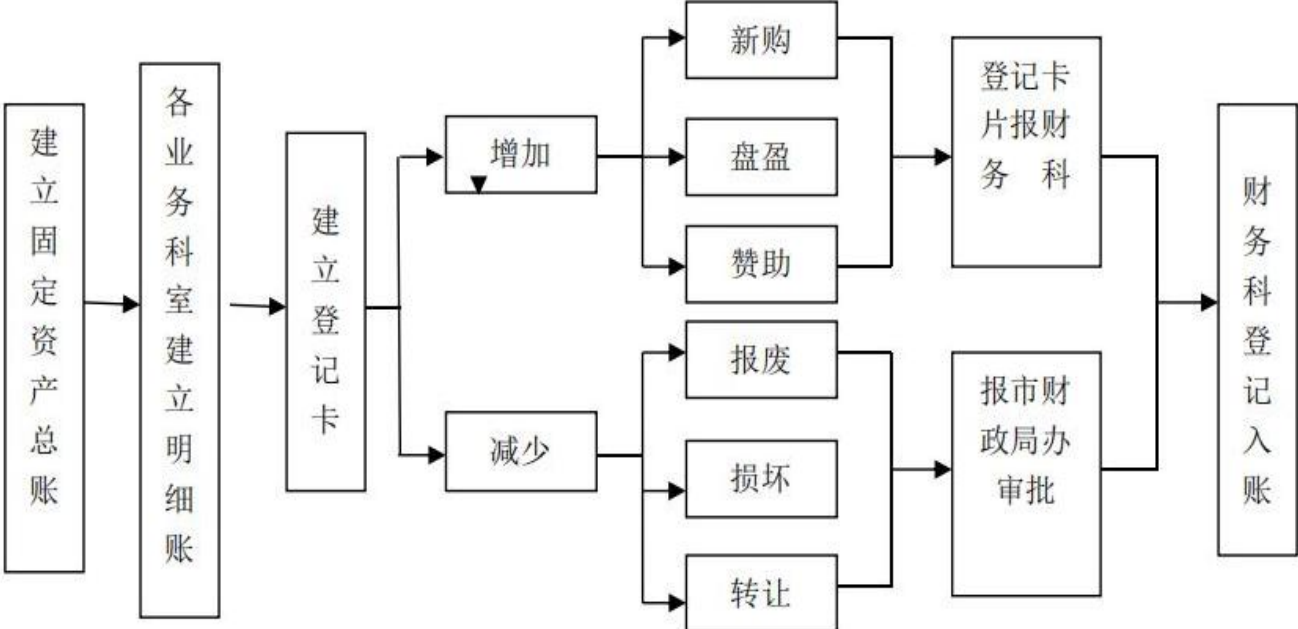 建立固定资产总账
各业务科室建立明细账
建立登记卡
增加
减少
新购
盘盈
赞助
报废
损坏
转让
登记卡
片报财
务 科
报市财
政局办
审批
财务科登记入账